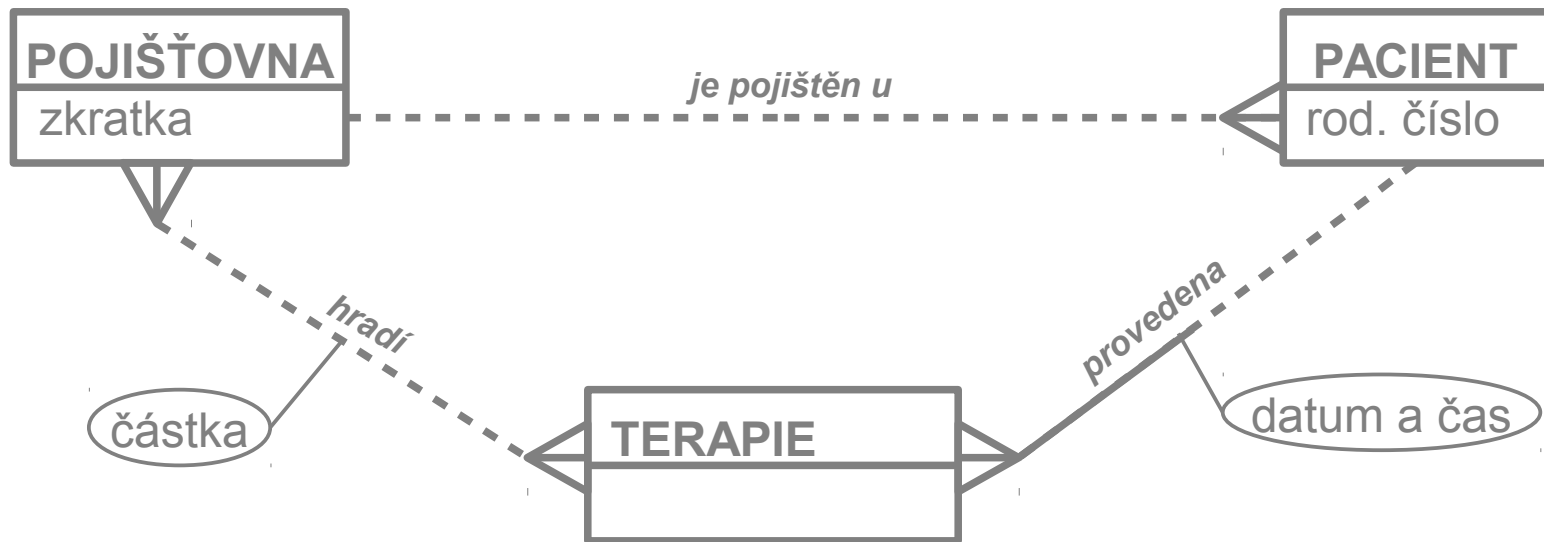 POJIŠŤOVNA
zkratka
je pojištěn u
PACIENT
rod. číslo
hradí
provedena
částka
TERAPIE
datum a čas